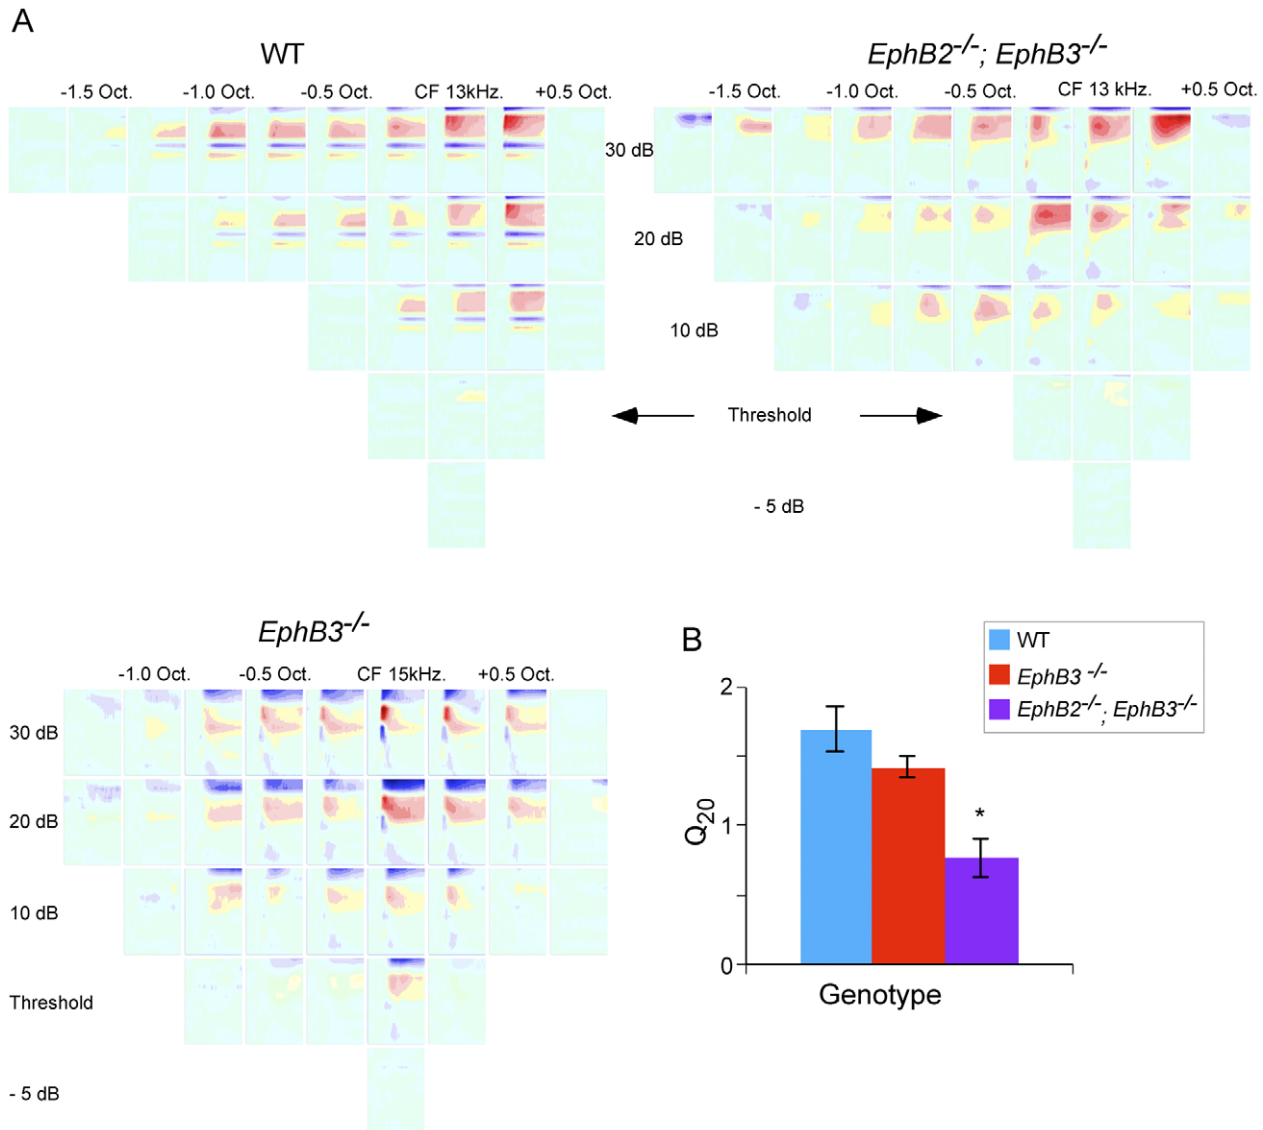 A
WT
-1.5 Oct. -1.0 Oct. -0.5 Oct. CF 13kHz. +0.5 Oct.
EphB2-/-; EphB3-/-
-1.5 Oct. -1.0 Oct. -0.5 Oct. CF 13 kHz. +0.5 Oct.
30 dB
20 dB
10 dB
Threshold
- 5 dB
EphB3-/-
-1.0 Oct. -0.5 Oct. CF 15kHz. +0.5 Oct.
30 dB
20 dB
10 dB
Threshold
- 5 dB
B
WT
EphB3 -/-
EphB2-/-; EphB3-/-
2
1
0
Q20
*
Genotype